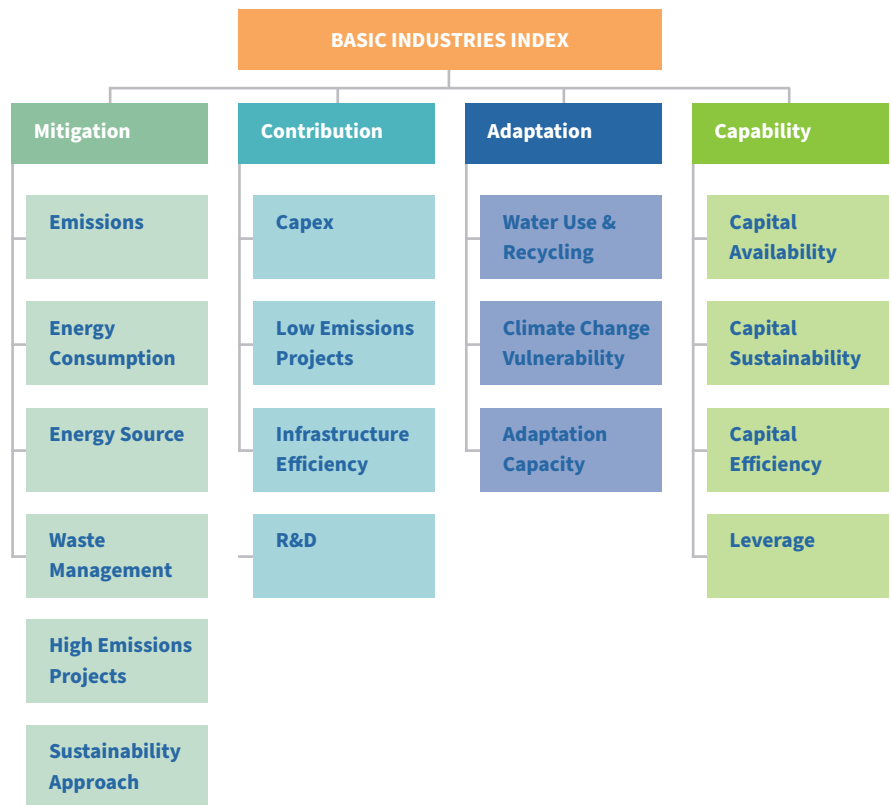 BASIC INDUSTRIES INDEX
Mitigation
Emissions
Energy
Consumption
Energy Source
Waste
Management
High Emissions
Projects
Sustainability
Approach
Contribution
Capex
Low Emissions
Projects
Infrastructure
Efficiency
R&D
Adaptation
Water Use &
Recycling
Climate Change
Vulnerability
Adaptation
Capacity
Capability
Capital
Availability
Capital
Sustainability
Capital
Efficiency
Leverage